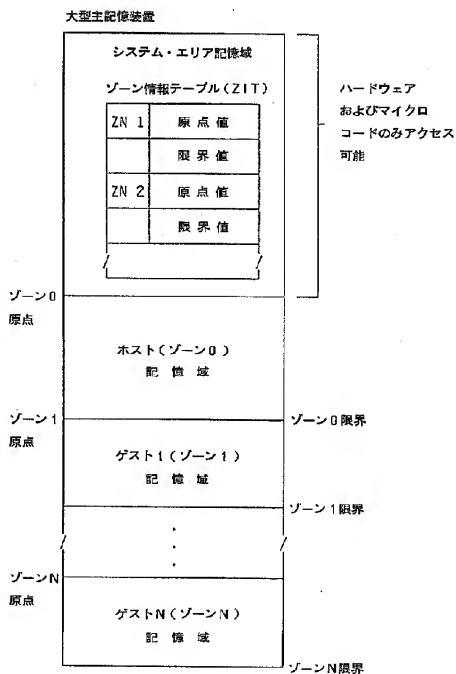 大型主記憶装置
システム・エリア記憶域
ゾーン情報テーブル(ZIT)
ZN 1 原点値
限界値
ZN 2 原点値
限界値
ハードウェア
およびマイクロ
コードのみアクセス
可能
ゾーン0
原点
ホスト(ゾーン0)
記憶域
ゾーン1
原点
ゾーン0限界
ゲスト1(ゾーン1)
記憶域
ゾーン1限界
ゾーンN
原点
ゲストN(ゾーンN)
記憶域
ゾーンN限界